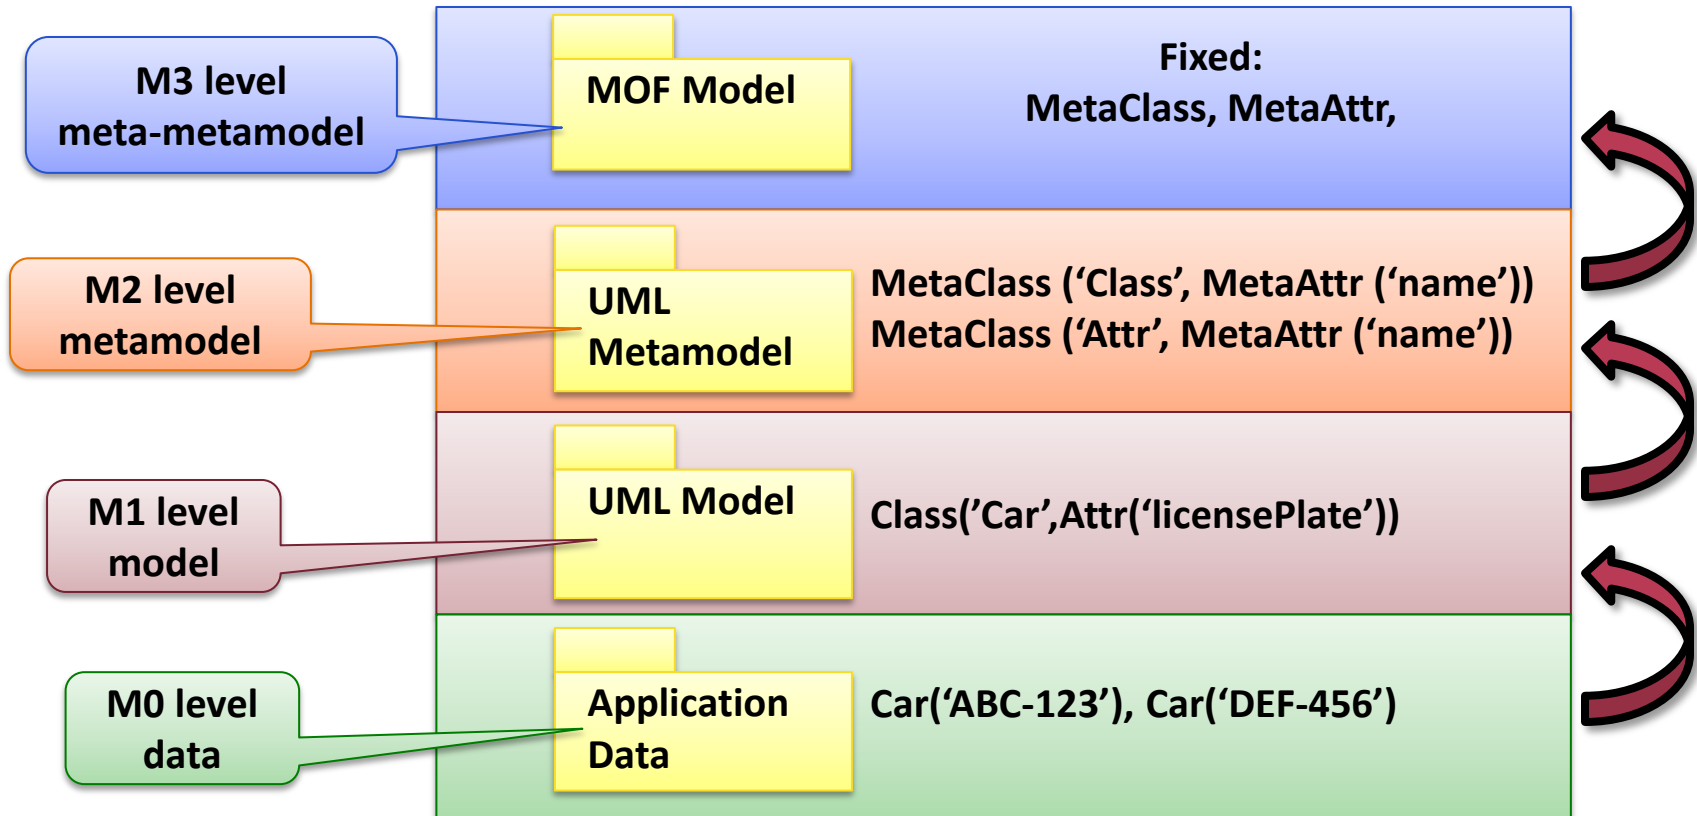 M3 level
meta-metamodel
MOF Model
Fixed:
MetaClass, MetaAttr,
M2 level
metamodel
UML
Metamodel
MetaClass (‘Class’, MetaAttr (‘name’))
MetaClass (‘Attr’, MetaAttr (‘name’))
M1 level
model
UML Model
Class(’Car’,Attr(‘licensePlate’))
M0 level
data
Application
Data
Car(‘ABC-123’), Car(‘DEF-456’)